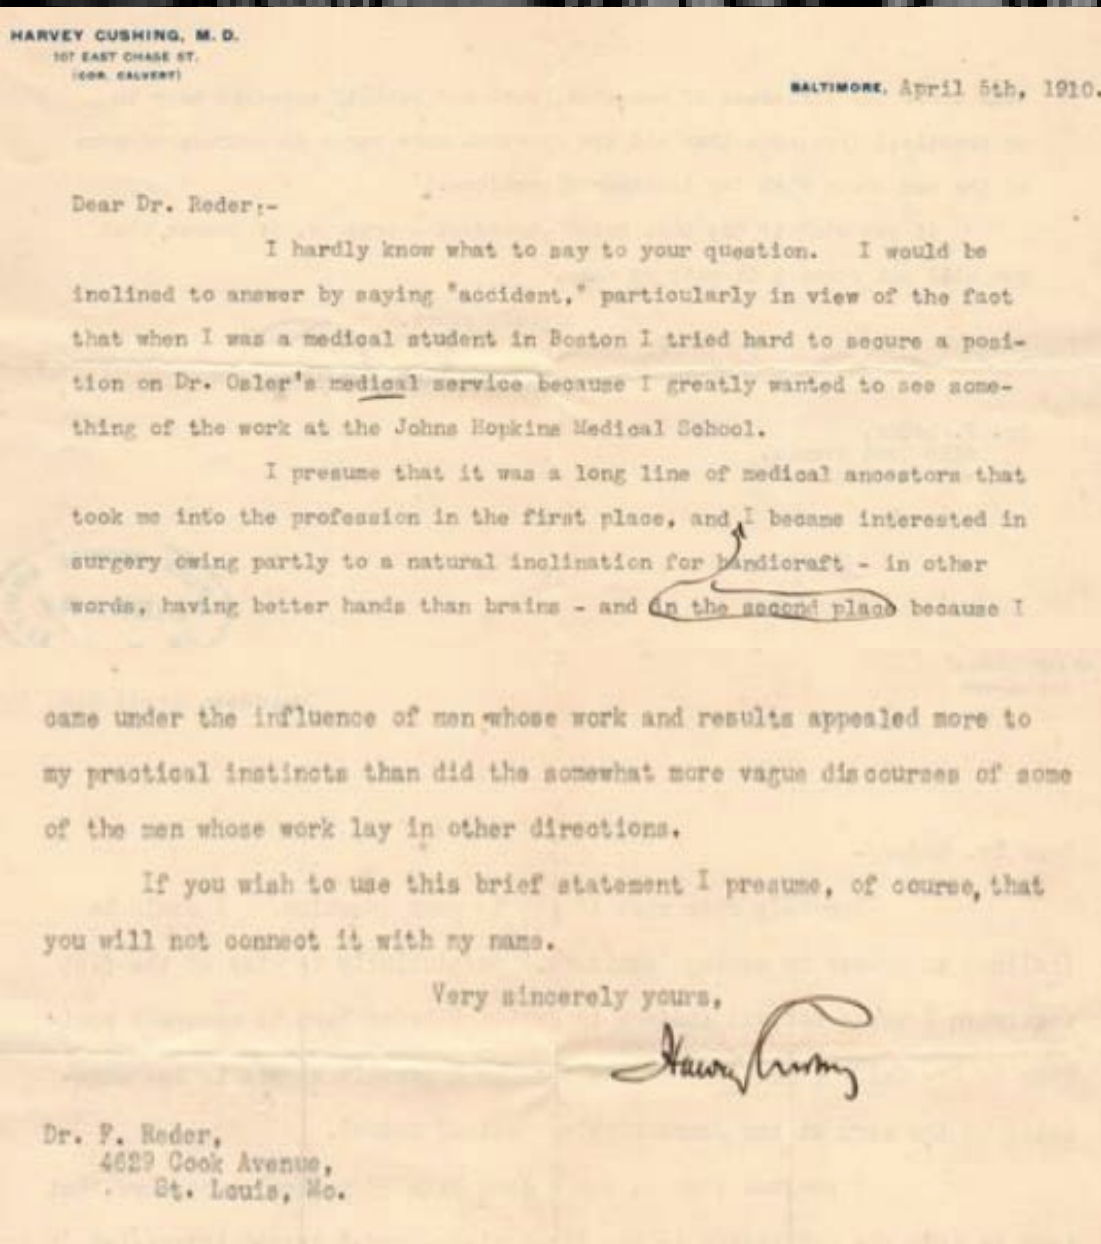 HARVEY CUSHING, M. D.
107 EAST CHASE ST.
(COR. CALVERT)
BALTIMORE, April 5th, 1910.
Dear Dr. Reder:-
I hardly know what to say to your question. I would be
inclined to answer by saying "accident," particularly in view of the fact
that when I was a medical student in Boston I tried hard to secure a posi-
tion on Dr. Osler's medical service because I greatly wanted to see some-
thing of the work at the Johns Hopkins Medical School.
I presume that it was a long line of medical ancestors that
took me into the profession in the first place, and I became interested in
surgery owing partly to a natural inclination for handicraft - in other
words, having better hands than brains - and in the second place because I
came under the influence of men whose work and results appealed more to
my practical instincts than did the somewhat more vague discourses of some
of the men whose work lay in other directions.
If you wish to use this brief statement I presume, of course, that
you will not connect it with my name.
Very sincerely yours,
Harvey Cushing
Dr. F. Reder,
4629 Cook Avenue,
St. Louis, Mo.